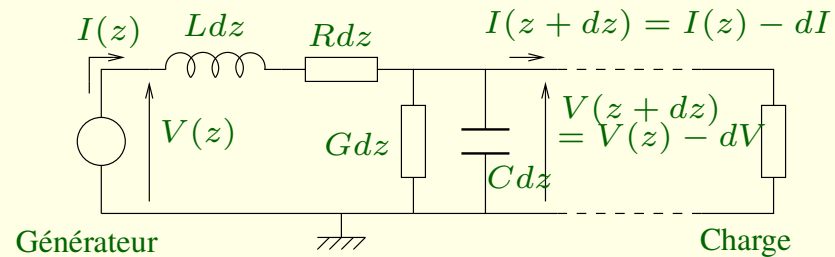 I(z)
Ldz
Rdz
I(z + dz) = I(z) − dI
V(z)
Gdz
Cdz
V(z + dz)
= V(z) − dV
Générateur
Charge